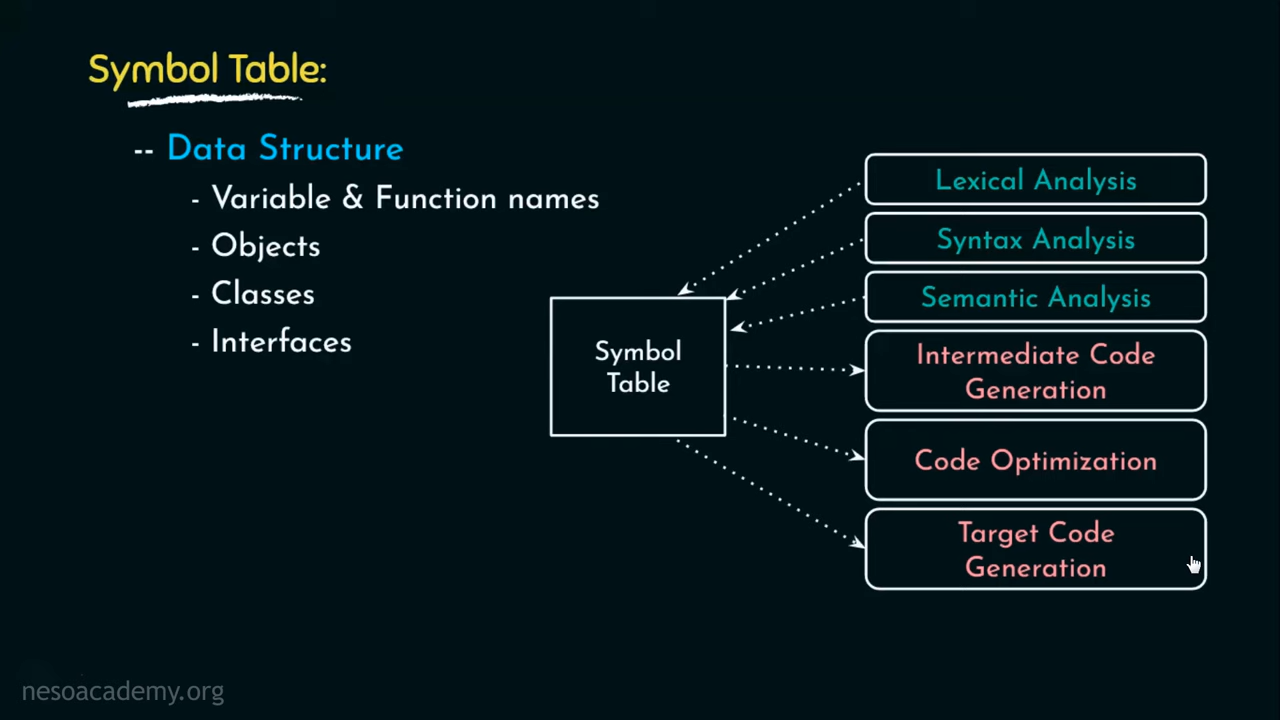 Symbol Table:
-- Data Structure
- Variable & Function names
- Objects
- Classes
- Interfaces
Symbol
Table
Lexical Analysis
Syntax Analysis
Semantic Analysis
Intermediate Code
Generation
Code Optimization
Target Code
Generation
nesoacademy.org